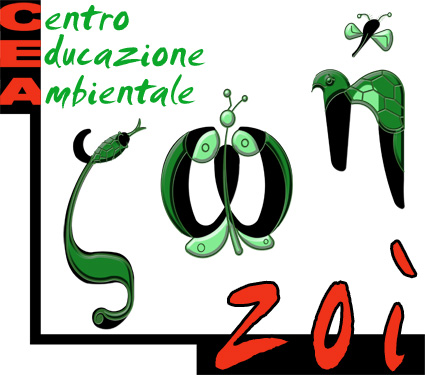 Centro
Educazione
Ambientale
ζωή
zoì